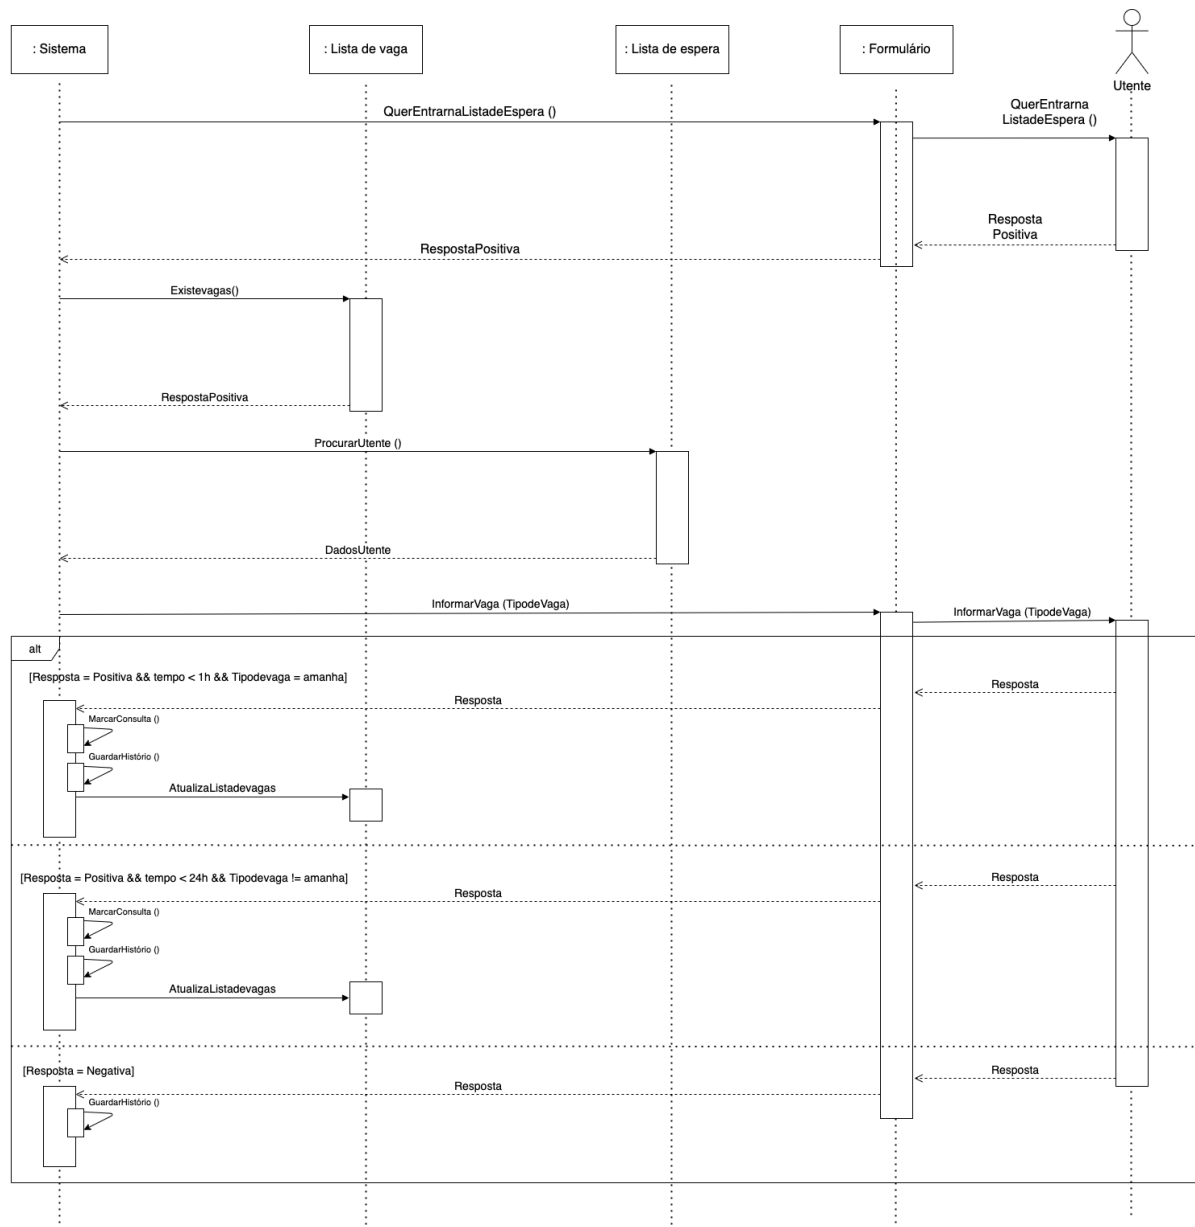 : Sistema
: Lista de vaga
: Lista de espera
: Formulário
Utente
QuerEntrarnaListadeEspera ()
QuerEntrarna
ListadeEspera ()
Resposta
Positiva
RespostaPositiva
Existevagas()
RespostaPositiva
ProcurarUtente ()
DadosUtente
InformarVaga (TipodeVaga)
InformarVaga (TipodeVaga)
alt
[Resposta = Positiva && tempo < 1h && Tipodevaga = amanha]
Resposta
Resposta
MarcarConsulta ()
GuardarHistório ()
AtualizaListadevagas
[Resposta = Positiva && tempo < 24h && Tipodevaga != amanha]
Resposta
Resposta
MarcarConsulta ()
GuardarHistório ()
AtualizaListadevagas
[Resposta = Negativa]
Resposta
Resposta
GuardarHistório ()